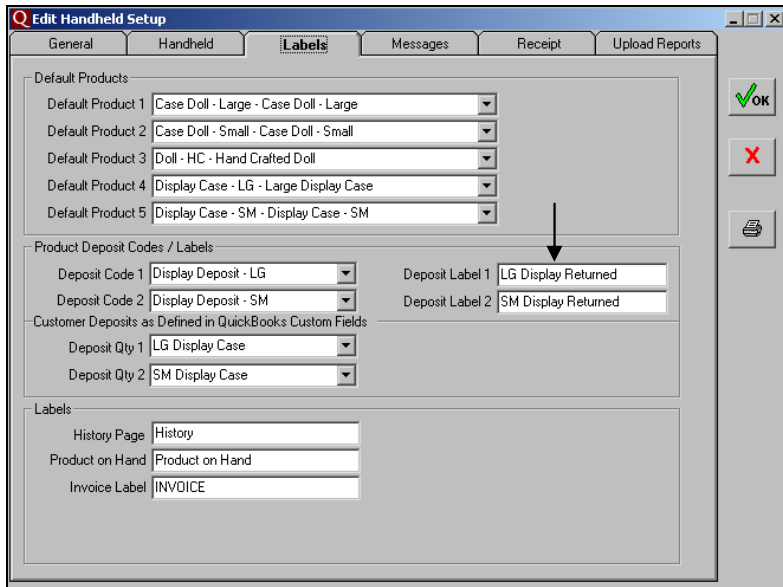 Q Edit Handheld Setup
General Handheld Labels Messages Receipt Upload Reports
Default Products
Default Product 1 Case Doll - Large - Case Doll - Large
Default Product 2 Case Doll - Small - Case Doll - Small
Default Product 3 Doll - HC - Hand Crafted Doll
Default Product 4 Display Case - LG - Large Display Case
Default Product 5 Display Case - SM - Display Case - SM
OK
X
Product Deposit Codes / Labels
Deposit Code 1 Display Deposit - LG Deposit Label 1 LG Display Returned
Deposit Code 2 Display Deposit - SM Deposit Label 2 SM Display Returned
Customer Deposits as Defined in QuickBooks Custom Fields
Deposit Qty 1 LG Display Case
Deposit Qty 2 SM Display Case
Labels
History Page History
Product on Hand Product on Hand
Invoice Label INVOICE